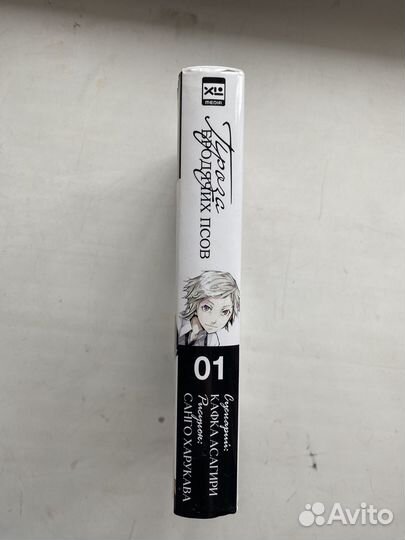 XL
MEDIA
Проза
БРОДЯЧИХ ПСОВ
01
Сценарий:
КАФКА АСАГИРИ
Рисунок:
САНГО ХАРУКАВА
Avito